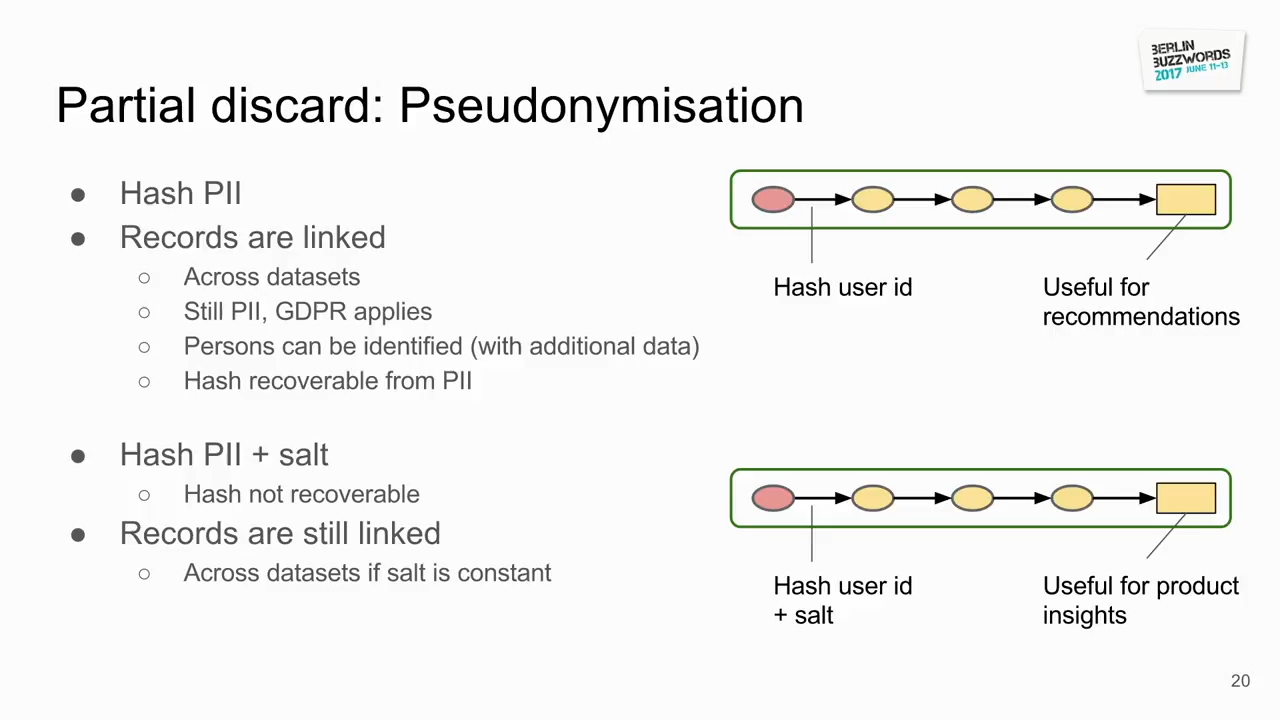 BERLIN
BUZZWORDS
2017 JUNE 11-13
Partial discard: Pseudonymisation
● Hash PII
● Records are linked
○ Across datasets
○ Still PII, GDPR applies
○ Persons can be identified (with additional data)
○ Hash recoverable from PII
● Hash PII + salt
○ Hash not recoverable
● Records are still linked
○ Across datasets if salt is constant
Hash user id
Useful for
recommendations
Hash user id
+ salt
Useful for product
insights
20